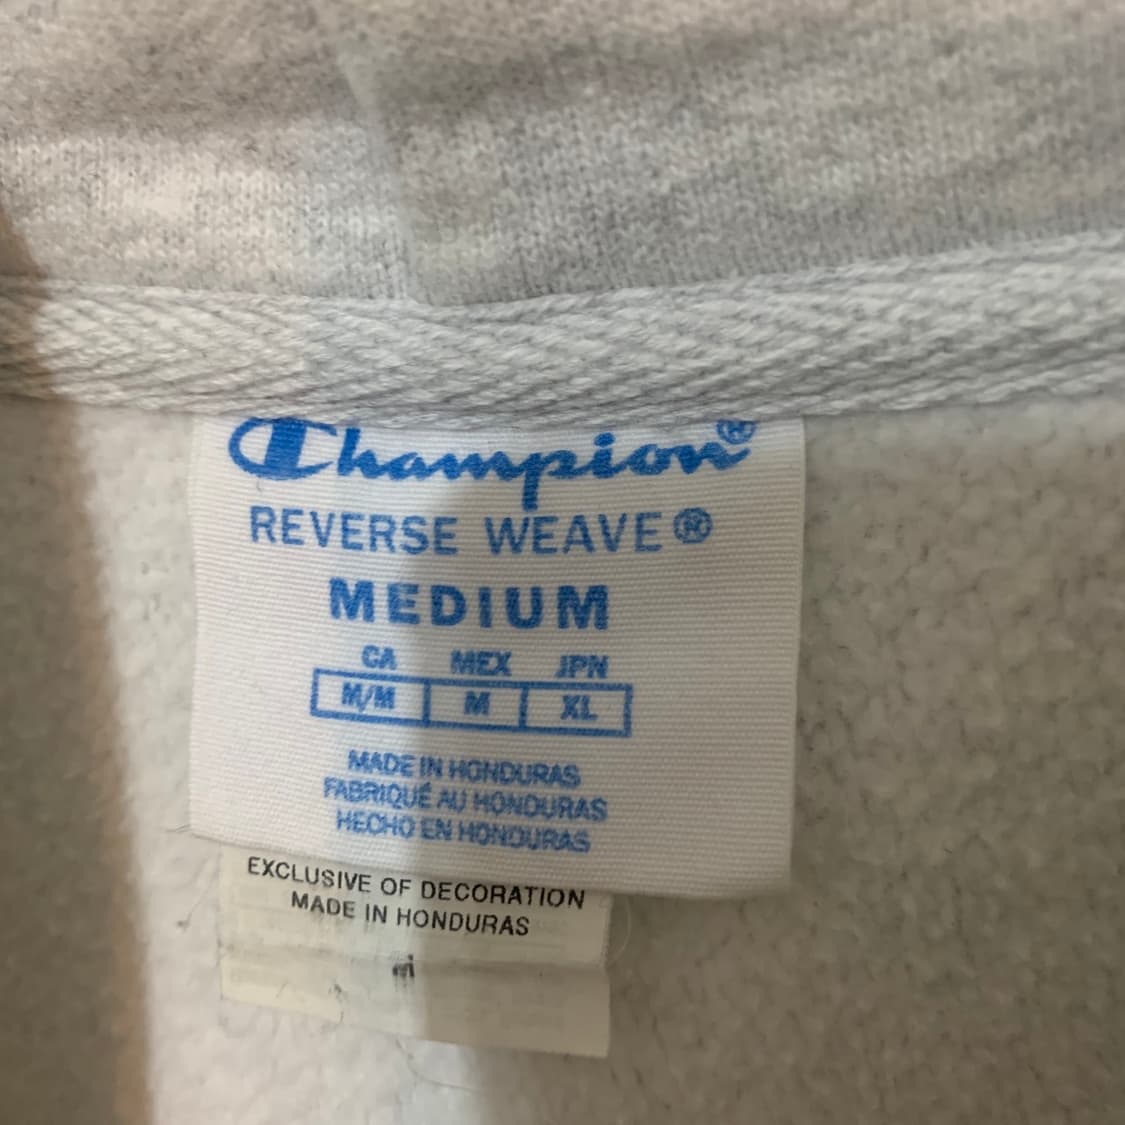 Champion®
REVERSE WEAVE®
MEDIUM
CA MEX JPN
M/M M XL
MADE IN HONDURAS
FABRIQUÉ AU HONDURAS
HECHO EN HONDURAS
EXCLUSIVE OF DECORATION
MADE IN HONDURAS